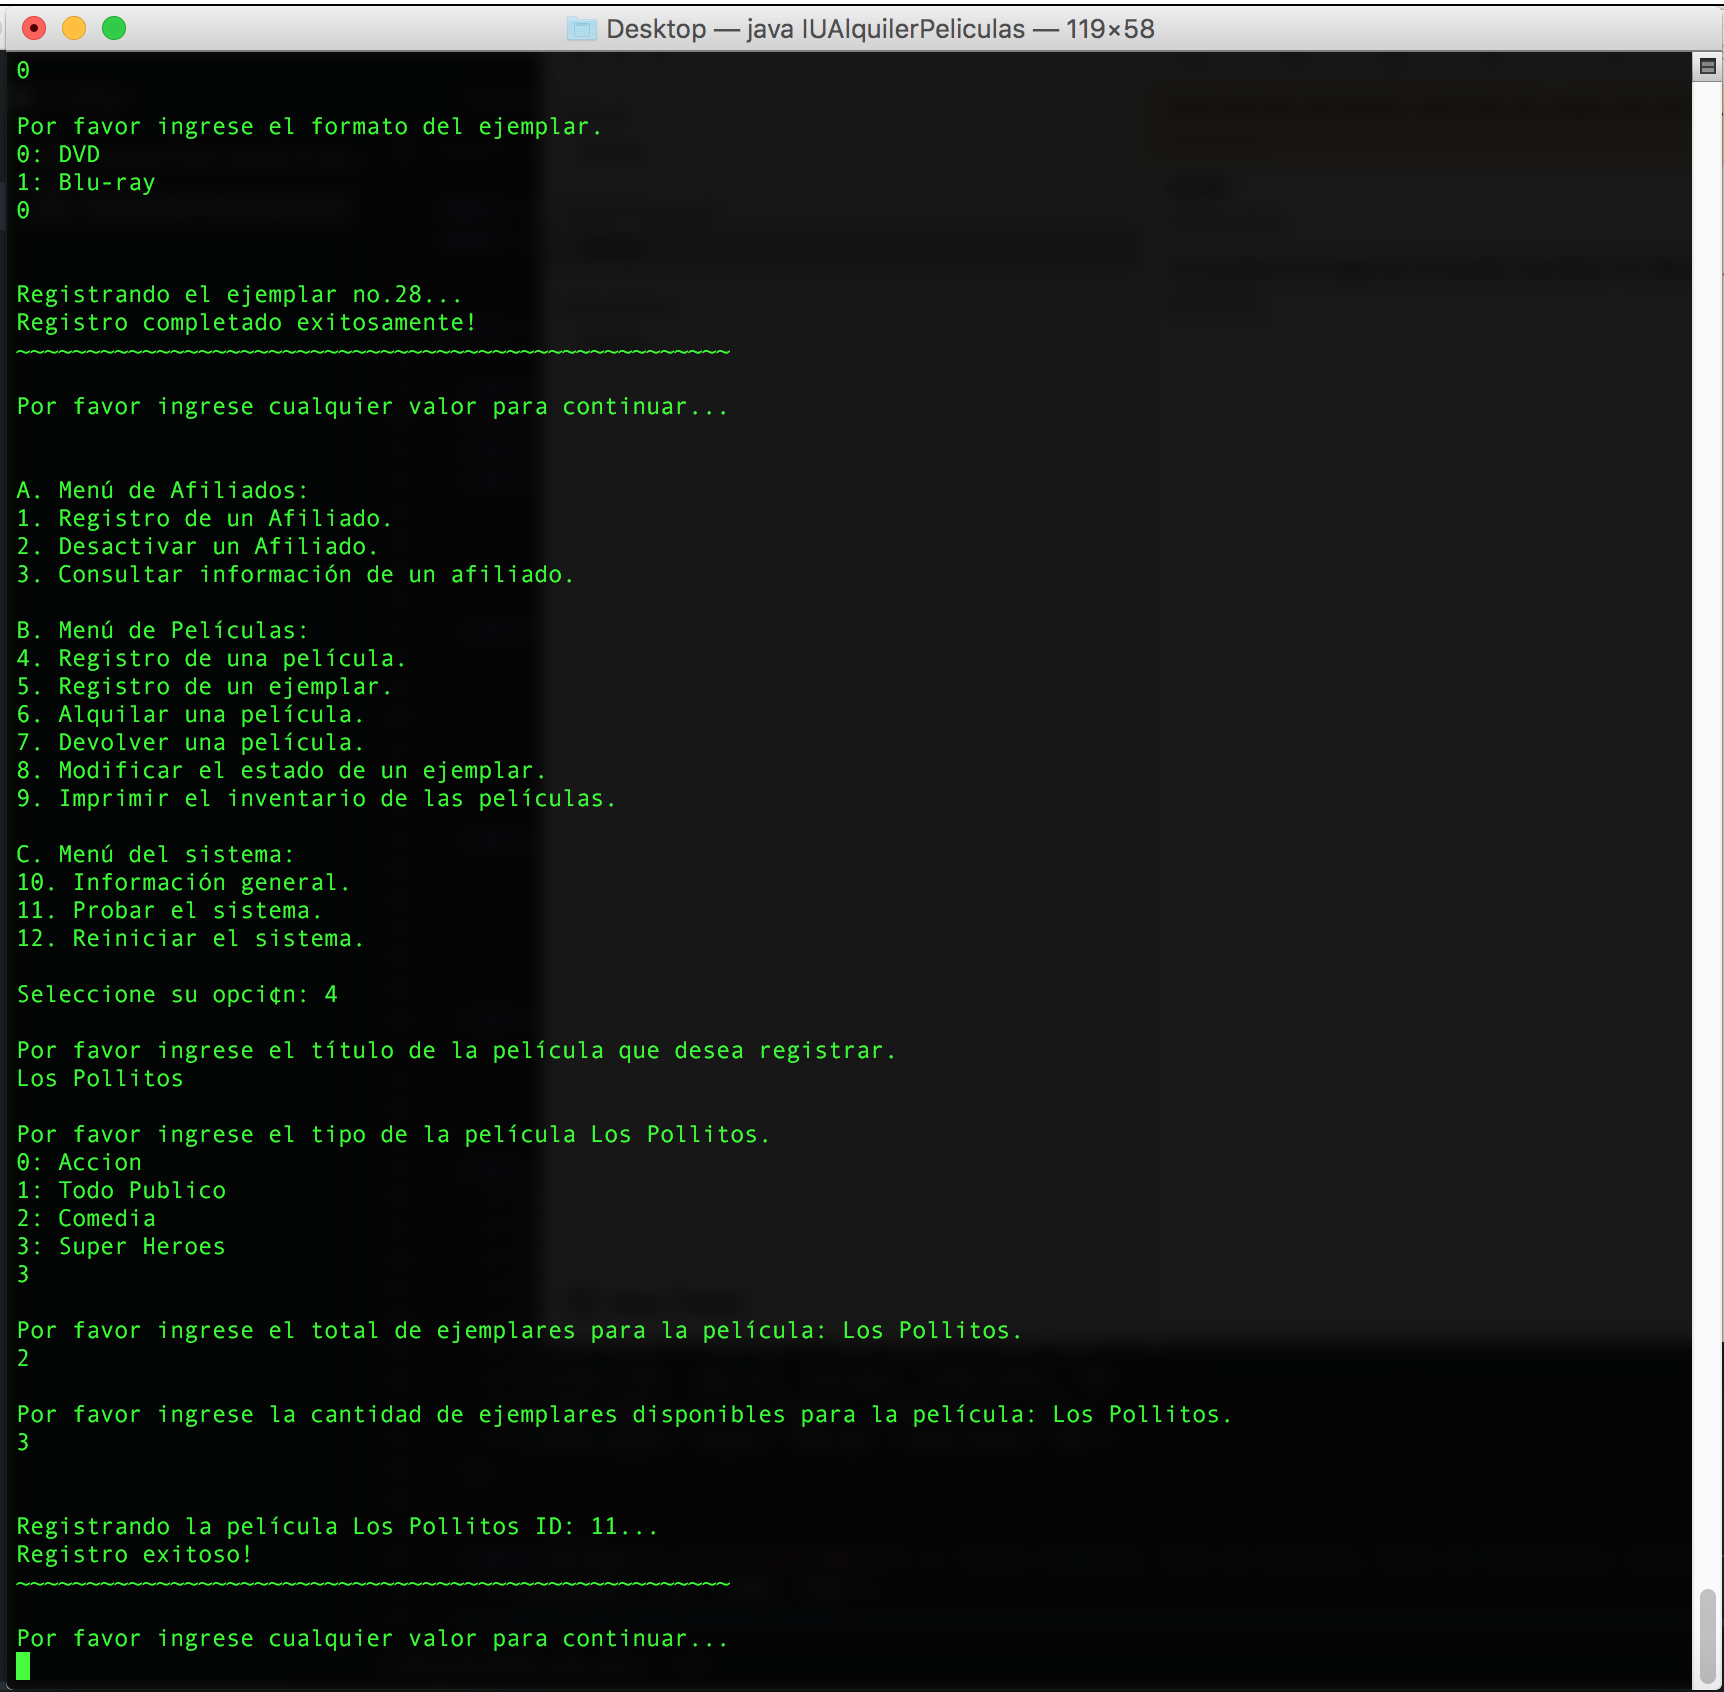 Desktop — java IUAlquilerPeliculas — 119×58
0
Por favor ingrese el formato del ejemplar.
0: DVD
1: Blu-ray
0
Registrando el ejemplar no.28...
Registro completado exitosamente!
~~~~~~~~~~~~~~~~~~~~~~~~~~~~~~~~~~~~~~~~~~~~~~~~~~~
Por favor ingrese cualquier valor para continuar...
A. Menú de Afiliados:
1. Registro de un Afiliado.
2. Desactivar un Afiliado.
3. Consultar información de un afiliado.
B. Menú de Películas:
4. Registro de una película.
5. Registro de un ejemplar.
6. Alquilar una película.
7. Devolver una película.
8. Modificar el estado de un ejemplar.
9. Imprimir el inventario de las películas.
C. Menú del sistema:
10. Información general.
11. Probar el sistema.
12. Reiniciar el sistema.
Seleccione su opci¢n: 4
Por favor ingrese el título de la película que desea registrar.
Los Pollitos
Por favor ingrese el tipo de la película Los Pollitos.
0: Accion
1: Todo Publico
2: Comedia
3: Super Heroes
3
Por favor ingrese el total de ejemplares para la película: Los Pollitos.
2
Por favor ingrese la cantidad de ejemplares disponibles para la película: Los Pollitos.
3
Registrando la película Los Pollitos ID: 11...
Registro exitoso!
~~~~~~~~~~~~~~~~~~~~~~~~~~~~~~~~~~~~~~~~~~~~~~~~~~~
Por favor ingrese cualquier valor para continuar...